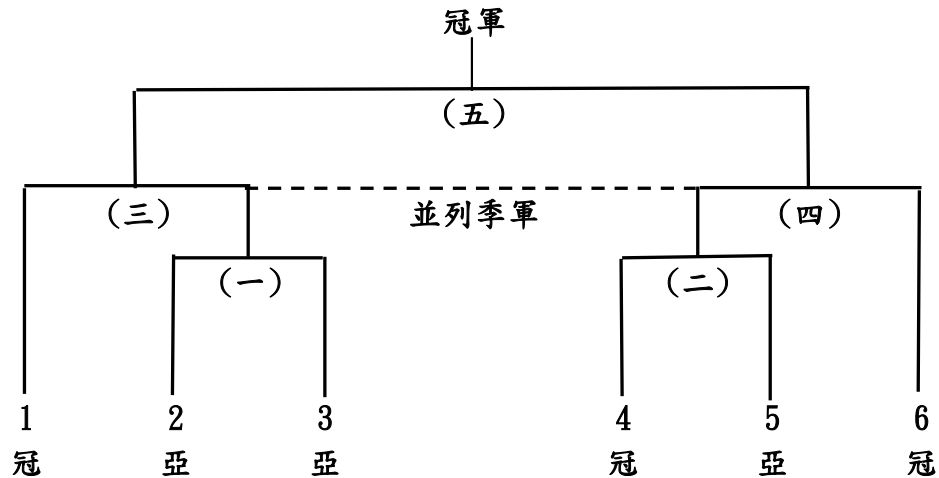 冠軍
(五)
(三) 並列季軍 (四)
(一) (二)
1 2 3 4 5 6
冠 亞 亞 冠 亞 冠